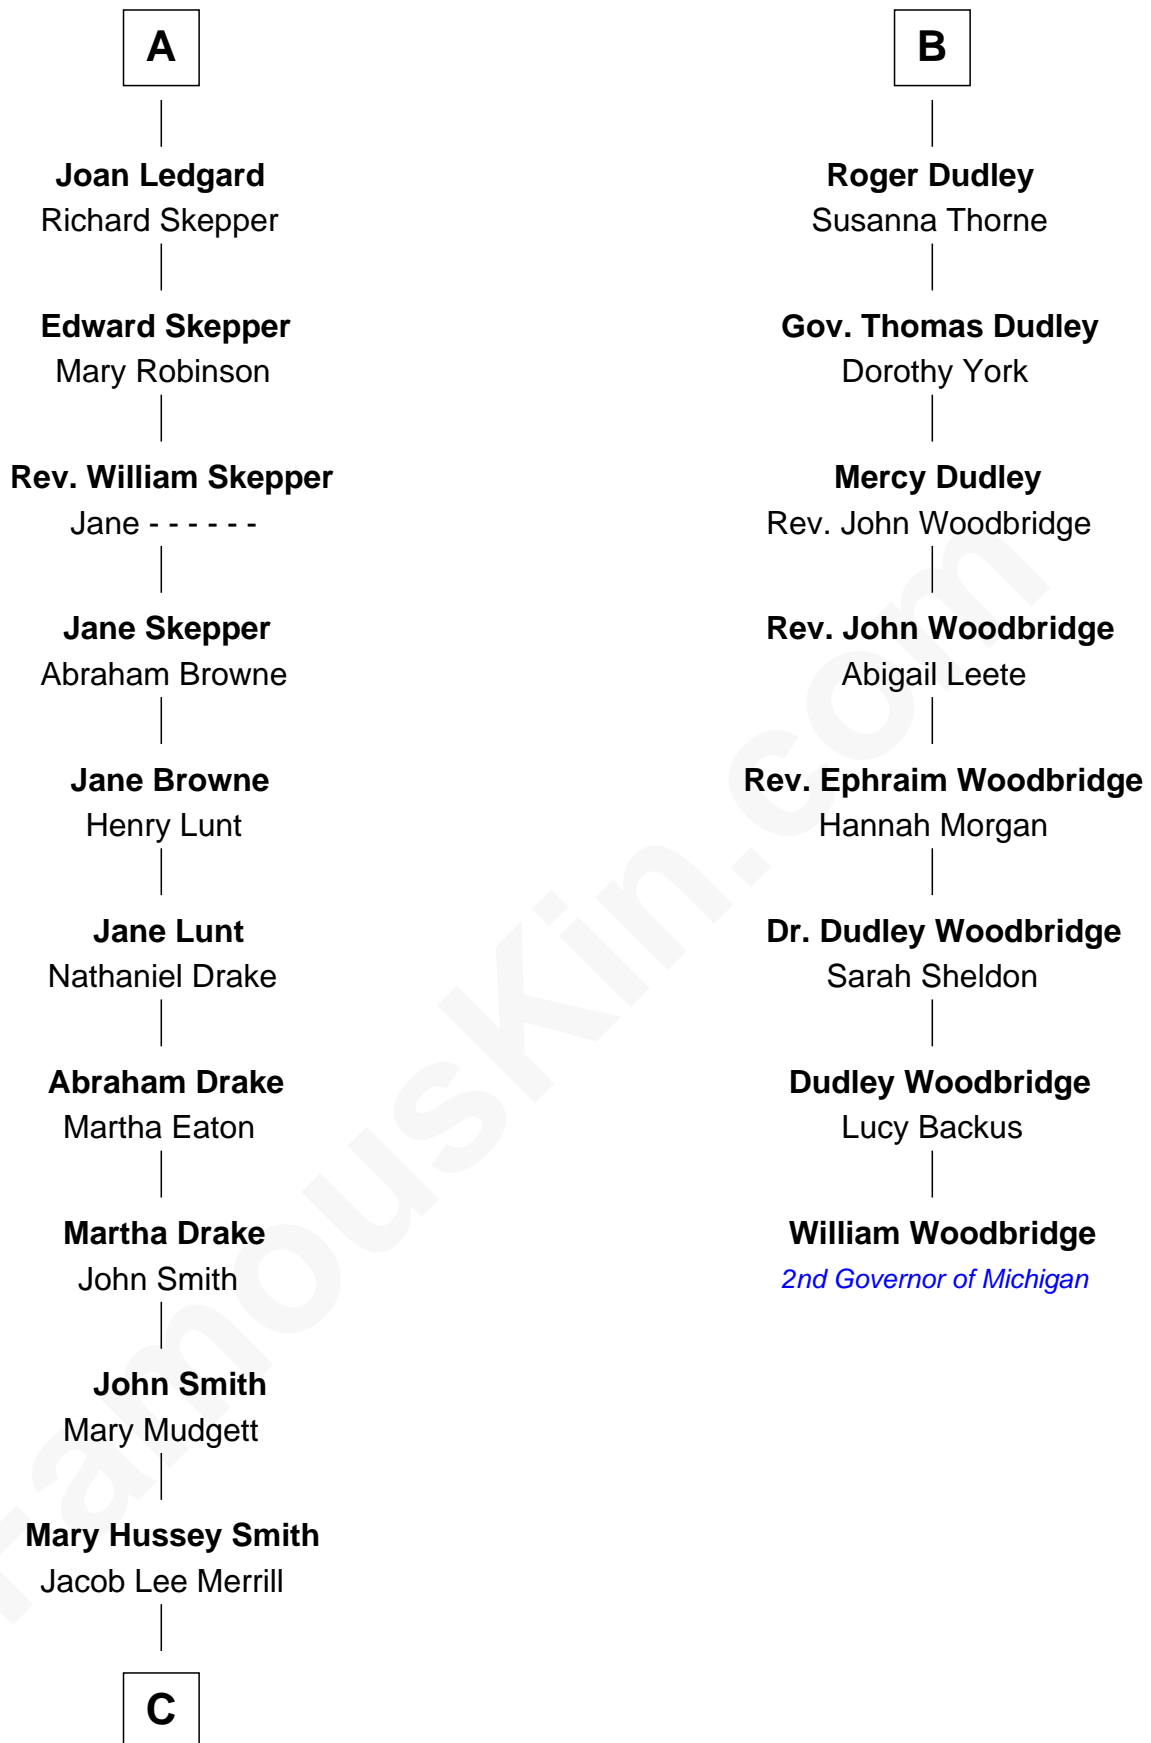 A
Joan Ledgard
Richard Skepper
Edward Skepper
Mary Robinson
Rev. William Skepper
Jane - - - - - -
Jane Skepper
Abraham Browne
Jane Browne
Henry Lunt
Jane Lunt
Nathaniel Drake
Abraham Drake
Martha Eaton
Martha Drake
John Smith
John Smith
Mary Mudgett
Mary Hussey Smith
Jacob Lee Merrill
C
B
Roger Dudley
Susanna Thorne
Gov. Thomas Dudley
Dorothy York
Mercy Dudley
Rev. John Woodbridge
Rev. John Woodbridge
Abigail Leete
Rev. Ephraim Woodbridge
Hannah Morgan
Dr. Dudley Woodbridge
Sarah Sheldon
Dudley Woodbridge
Lucy Backus
William Woodbridge
2nd Governor of Michigan
FamousKin.com